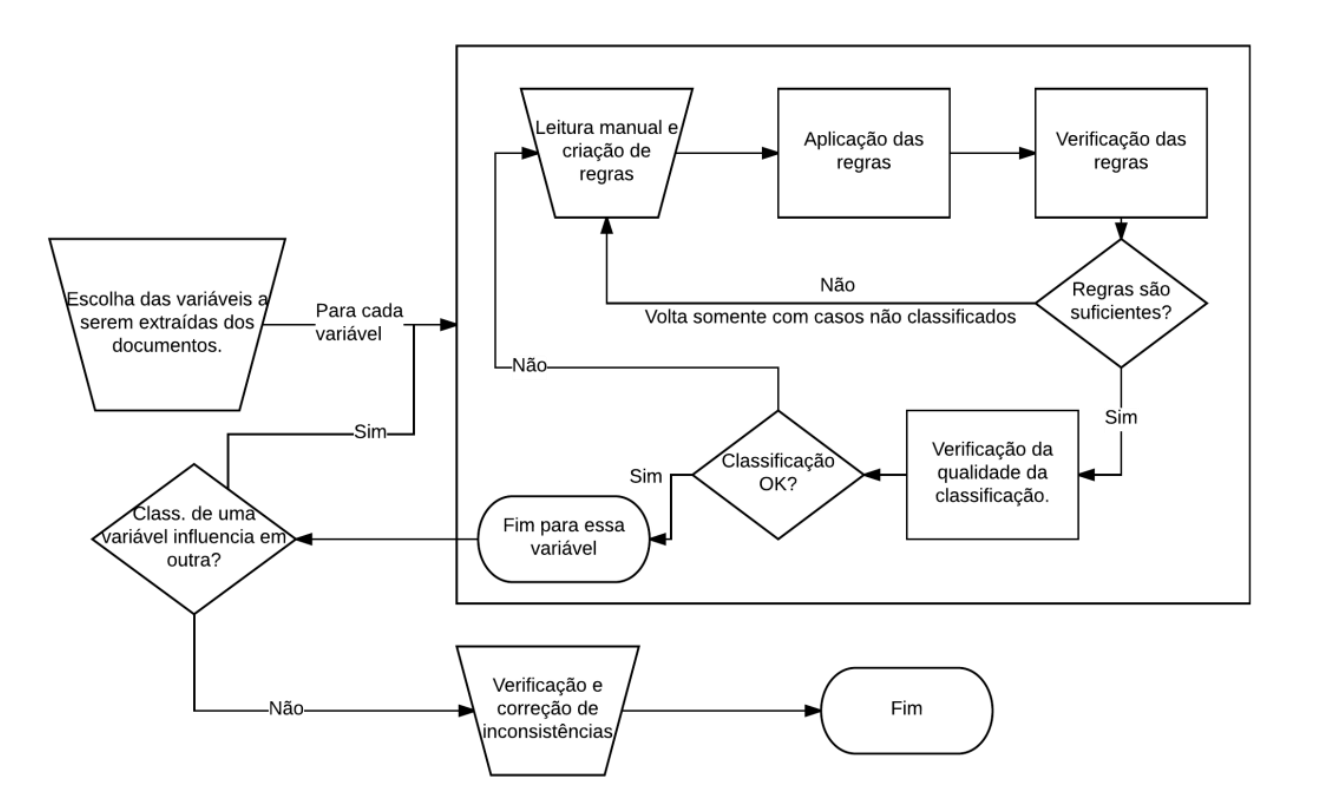 Escolha das variáveis a
serem extraídas dos
documentos.
Para cada
variável
Leitura manual e
criação de
regras
Aplicação das
regras
Verificação das
regras
Regras são
suficientes?
Não
Volta somente com casos não classificados
Sim
Verificação da
qualidade da
classificação.
Classificação
OK?
Não
Sim
Fim para essa
variável
Class. de uma
variável influencia em
outra?
Sim
Não
Verificação e
correção de
inconsistências
Fim